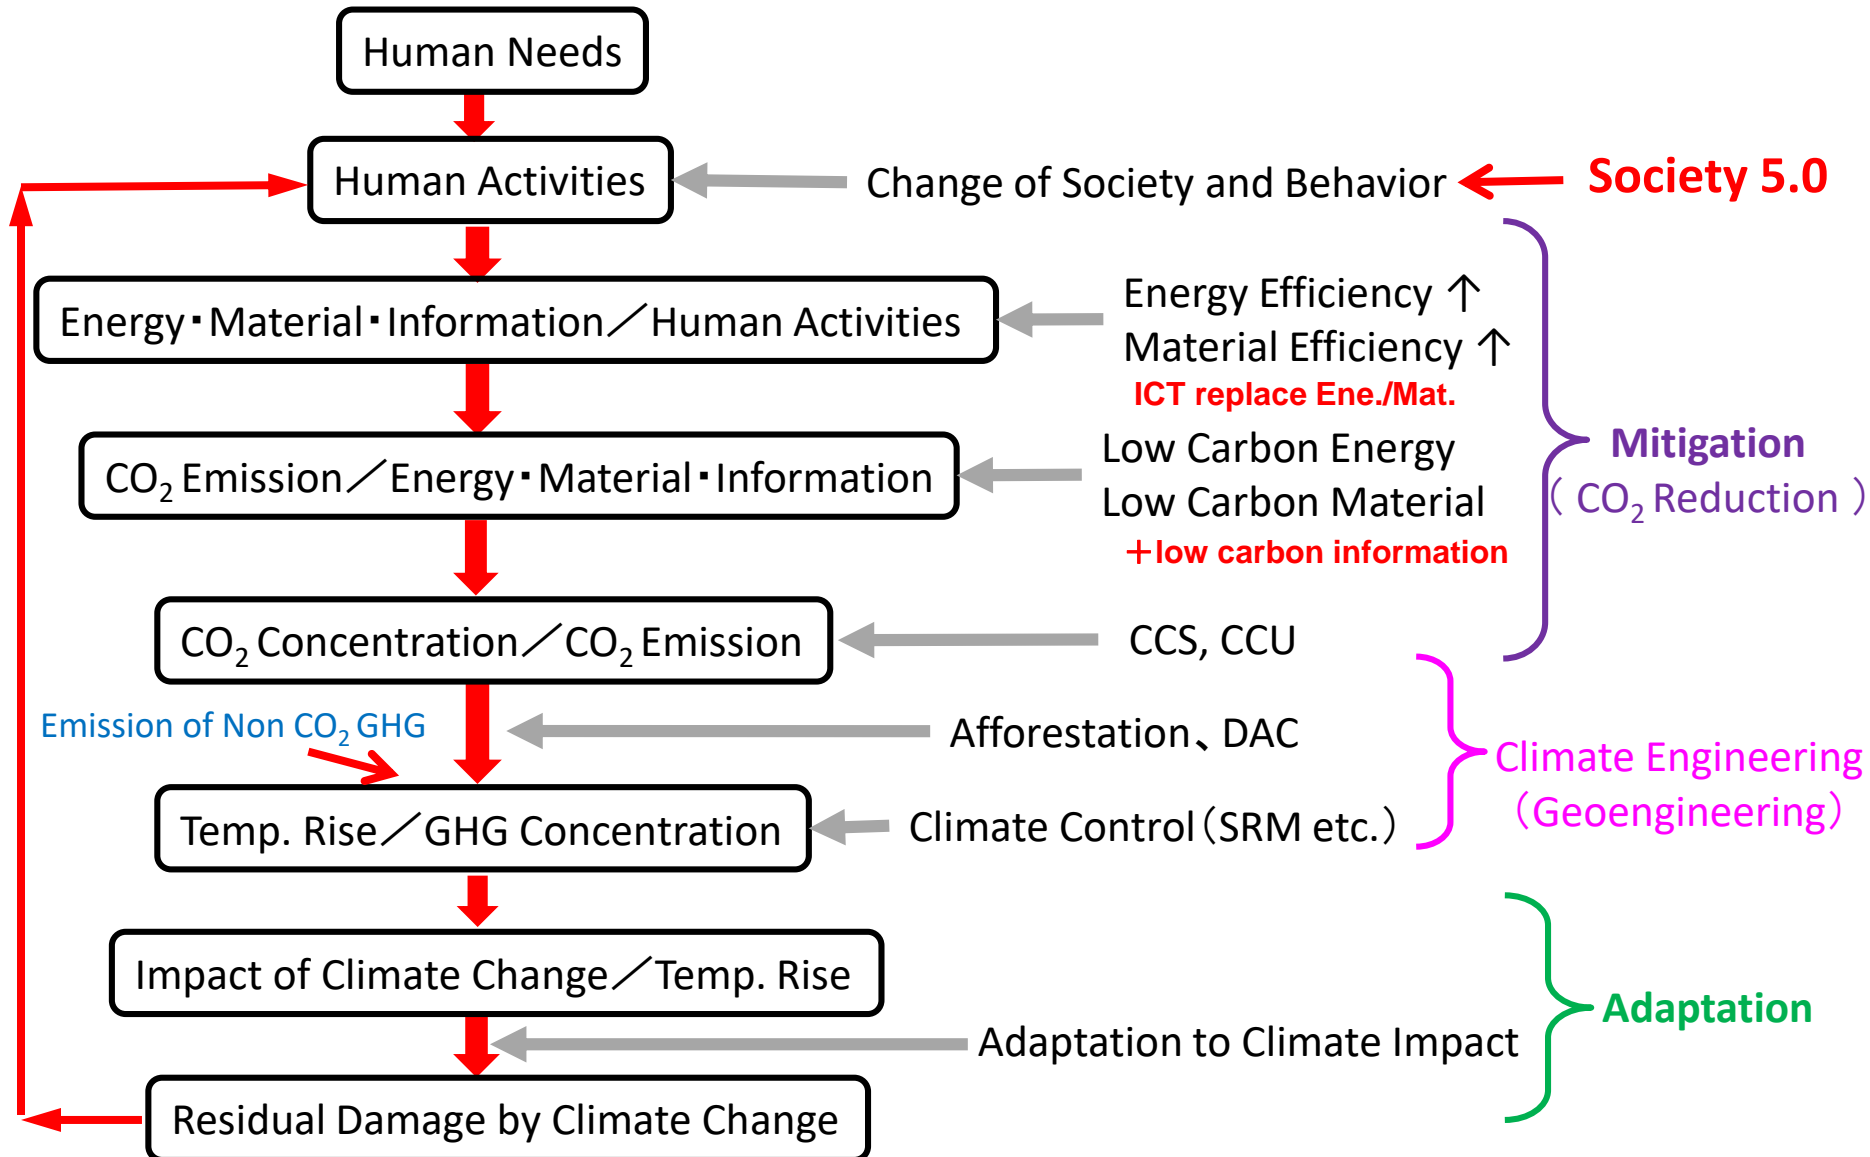 Human Needs
Human Activities
Change of Society and Behavior
Society 5.0
Energy・Material・Information／Human Activities
Energy Efficiency ↑
Material Efficiency ↑
ICT replace Ene./Mat.
CO₂ Emission／Energy・Material・Information
Low Carbon Energy
Low Carbon Material
＋low carbon information
Mitigation
（ CO₂ Reduction ）
CO₂ Concentration／CO₂ Emission
CCS, CCU
Emission of Non CO₂ GHG
Afforestation、DAC
Climate Engineering
（Geoengineering）
Temp. Rise／GHG Concentration
Climate Control（SRM etc.）
Impact of Climate Change／Temp. Rise
Adaptation
Adaptation to Climate Impact
Residual Damage by Climate Change